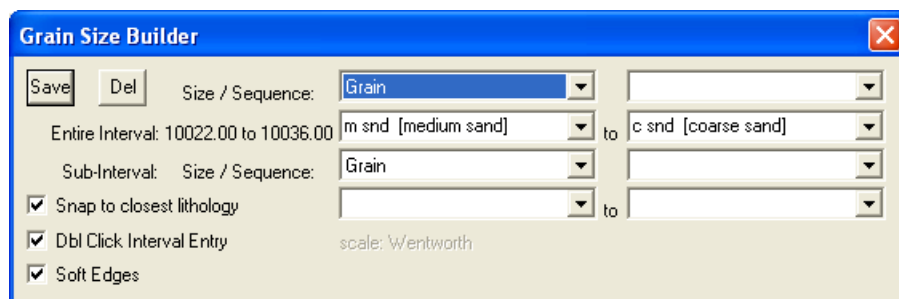 Grain Size Builder
Save Del Size / Sequence: Grain
Entire Interval: 10022.00 to 10036.00 m snd [medium sand] to c snd [coarse sand]
Sub-Interval: Size / Sequence: Grain
Snap to closest lithology to
Dbl Click Interval Entry scale: Wentworth
Soft Edges